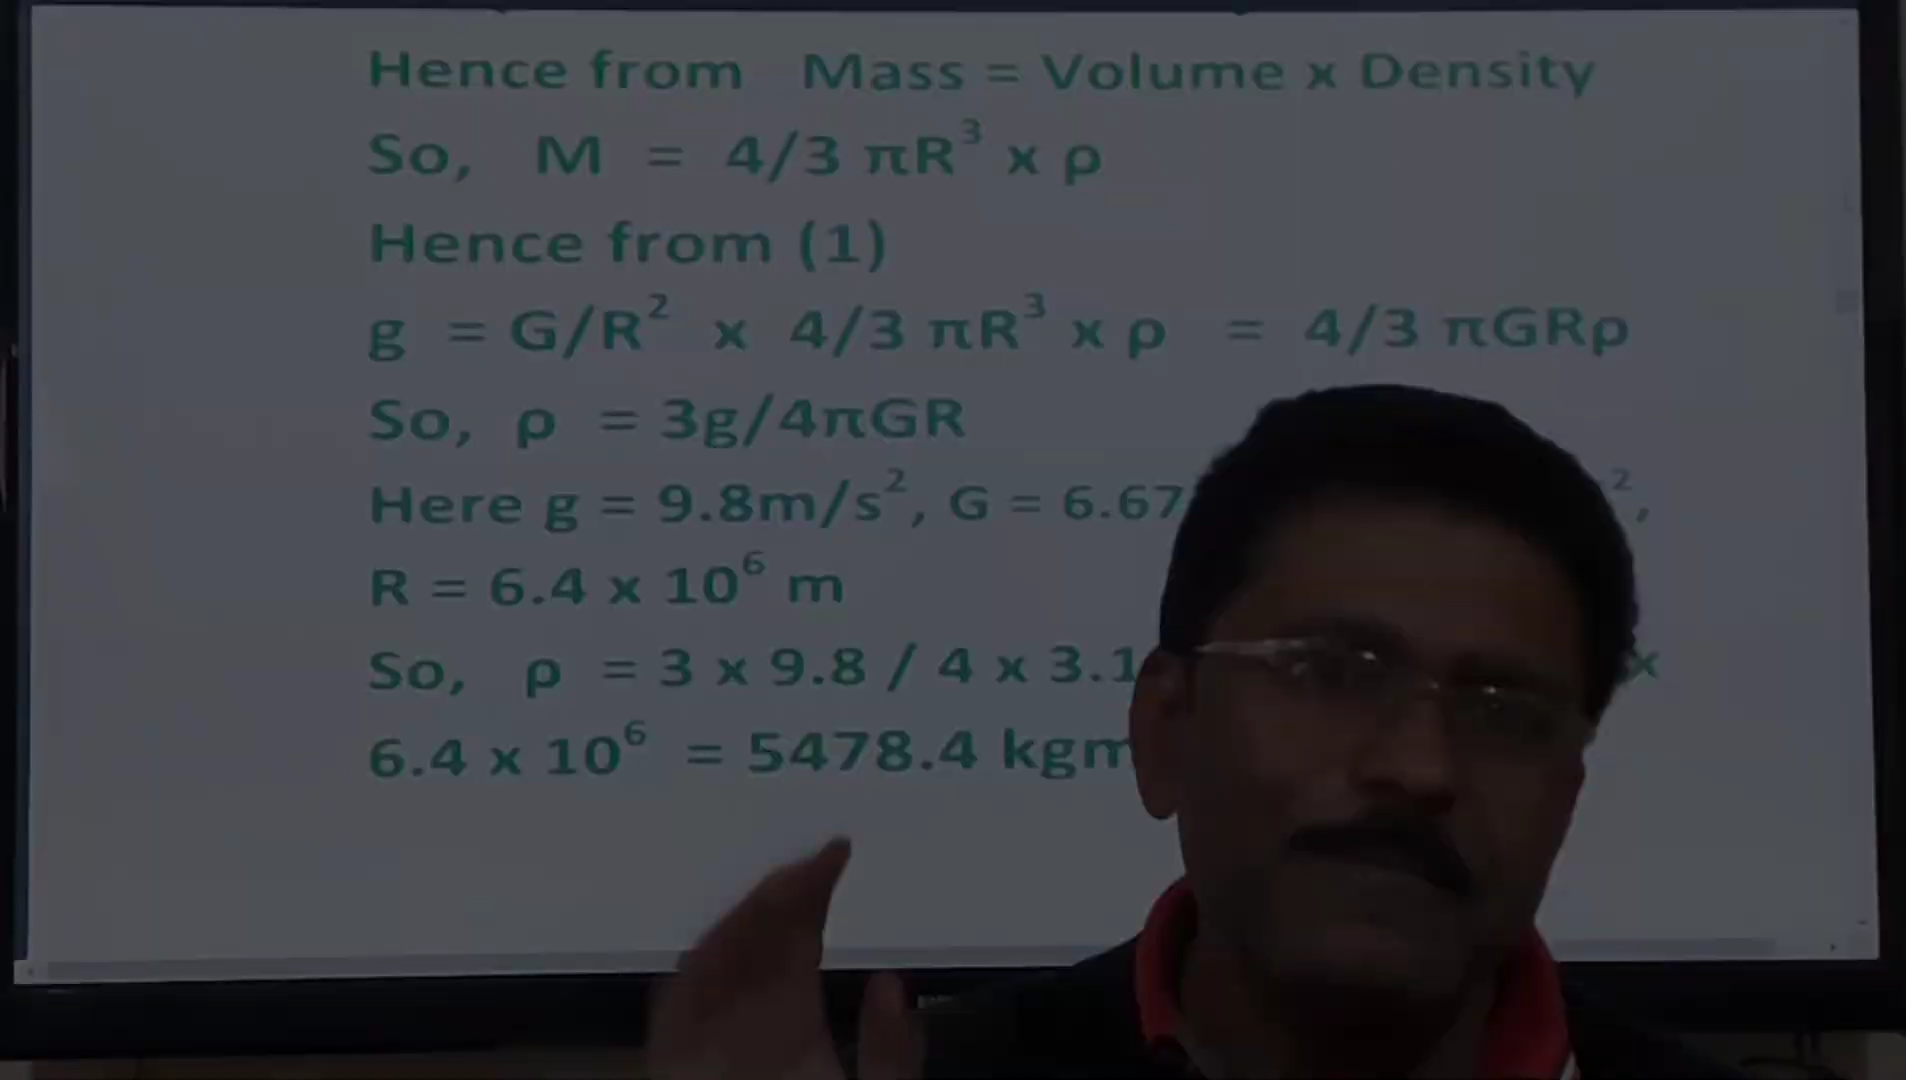 Hence from Mass = Volume x Density
So, M = 4/3 πR³ x ρ
Hence from (1)
g = G/R² x 4/3 πR³ x ρ = 4/3 πGRρ
So, ρ = 3g/4πGR
Here g = 9.8m/s², G = 6.67 ²,
R = 6.4 x 10⁶ m
So, ρ = 3 x 9.8 / 4 x 3.1 x
6.4 x 10⁶ = 5478.4 kgm